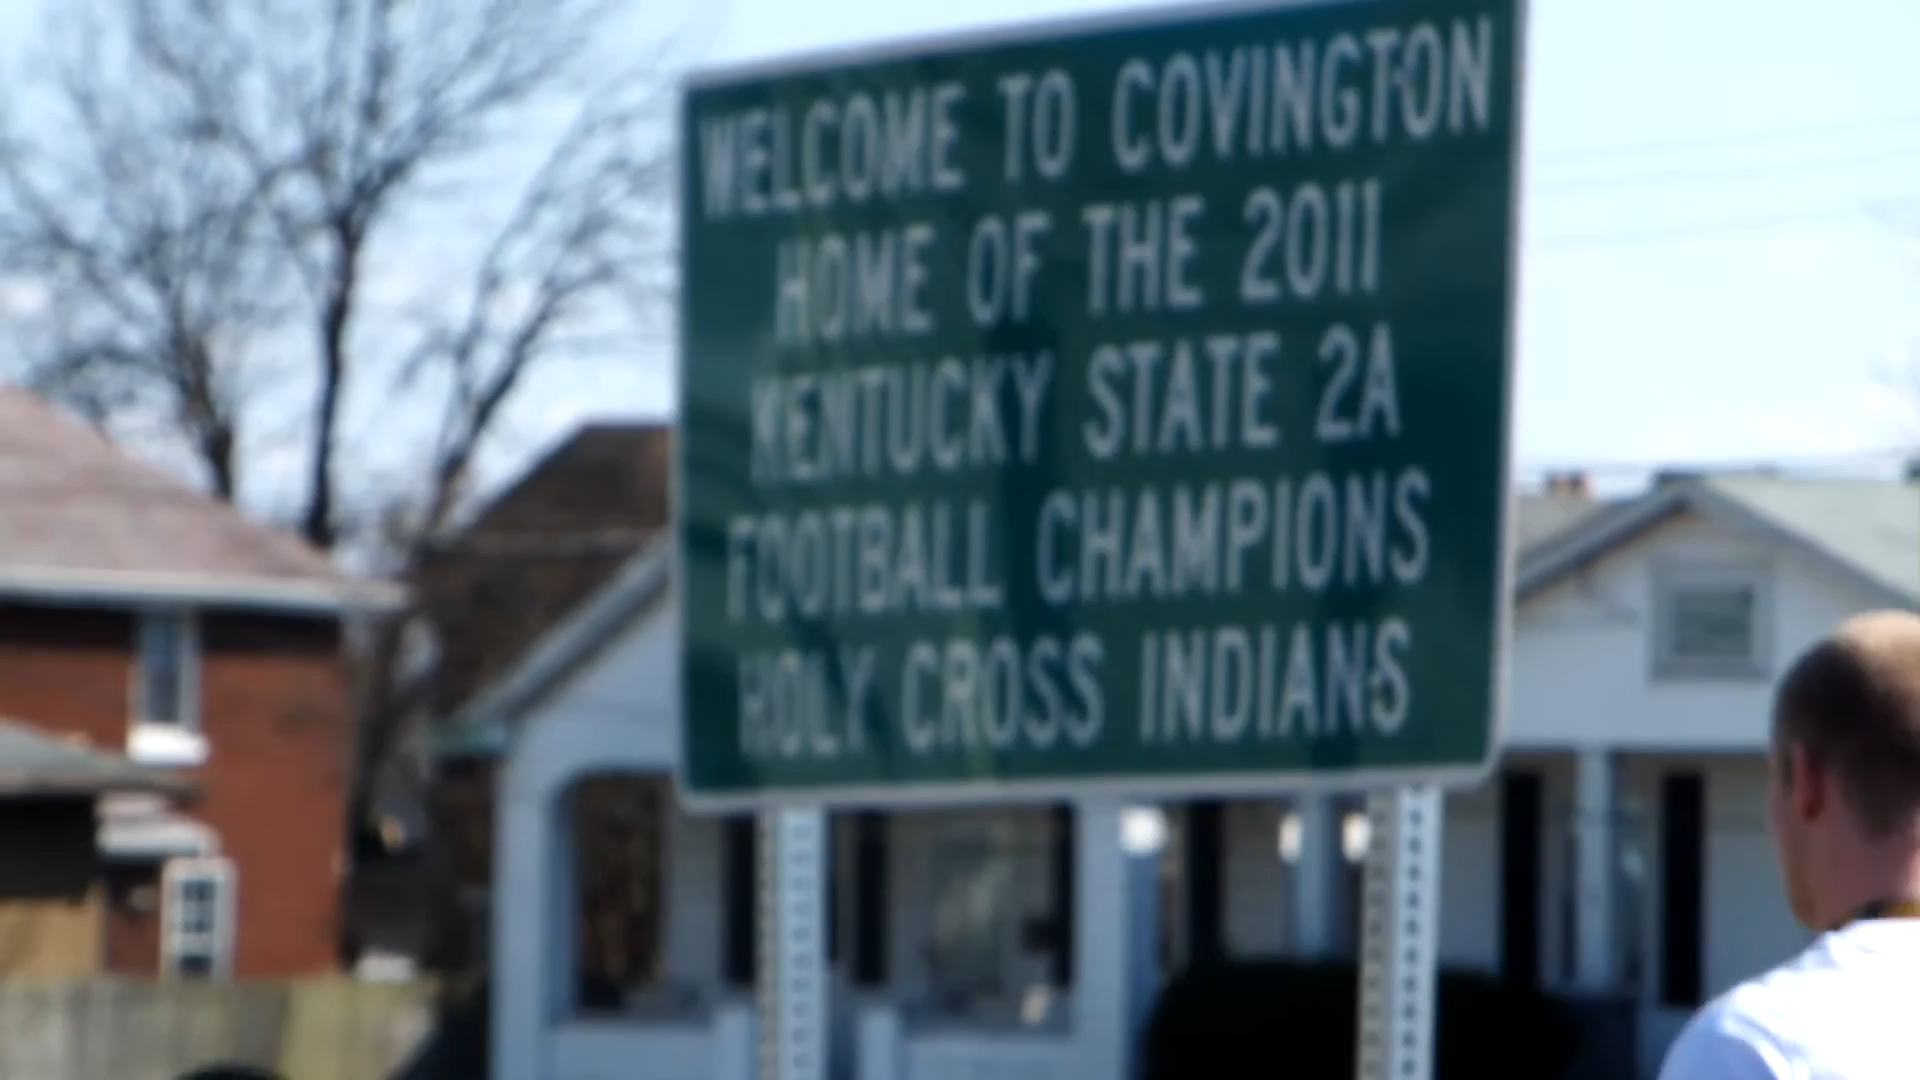 WELCOME TO COVINGTON
HOME OF THE 2011
KENTUCKY STATE 2A
FOOTBALL CHAMPIONS
HOLY CROSS INDIANS